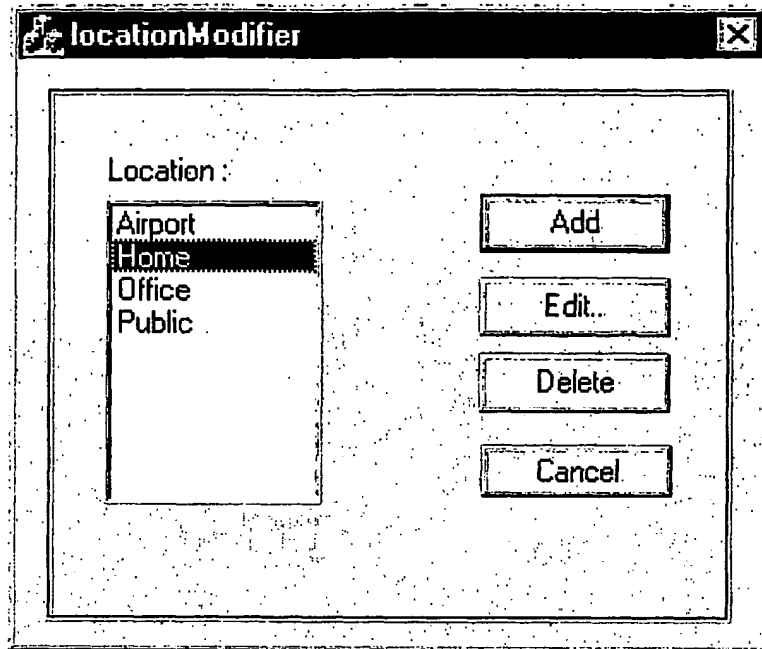 locationModifier
Location :
Airport
Home
Office
Public
Add
Edit..
Delete
Cancel